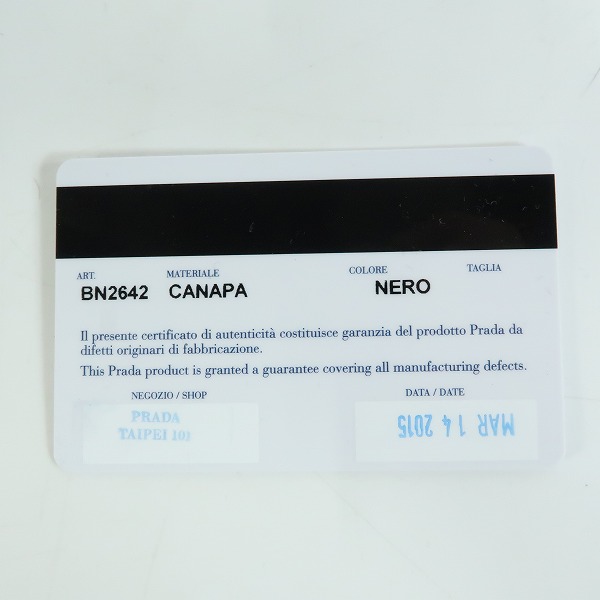 ART. MATERIALE COLORE TAGLIA
BN2642 CANAPA NERO
Il presente certificato di autenticità costituisce garanzia del prodotto Prada da
difetti originari di fabbricazione.
This Prada product is granted a guarantee covering all manufacturing defects.
NEGOZIO / SHOP DATA / DATE
PRADA
TAIPEI 101
MAR 14 2015